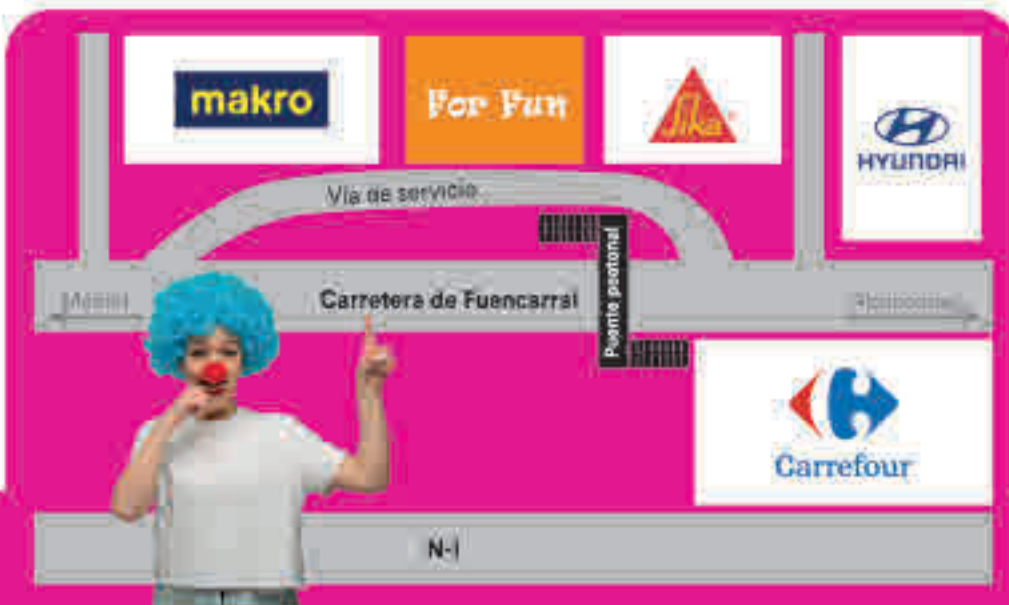 makro
For Fun
Sika
HYUNDAI
Vía de servicio
Puente peatonal
Carretera de Fuencarral
Carrefour
N-I